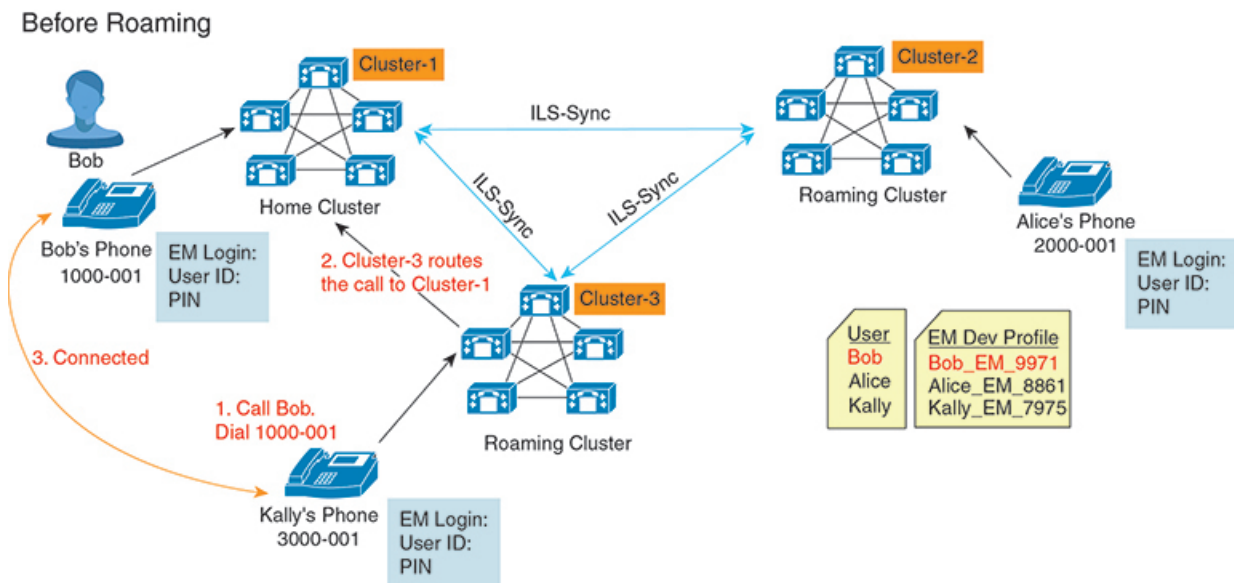 Before Roaming
Cluster-1
Cluster-2
ILS-Sync
Bob
Home Cluster
Roaming Cluster
ILS-Sync
ILS-Sync
Bob's Phone
1000-001
EM Login:
User ID:
PIN
Alice's Phone
2000-001
EM Login:
User ID:
PIN
2. Cluster-3 routes
the call to Cluster-1
Cluster-3
3. Connected
User
Bob
Alice
Kally
EM Dev Profile
Bob_EM_9971
Alice_EM_8861
Kally_EM_7975
1. Call Bob.
Dial 1000-001
Roaming Cluster
Kally's Phone
3000-001
EM Login:
User ID:
PIN